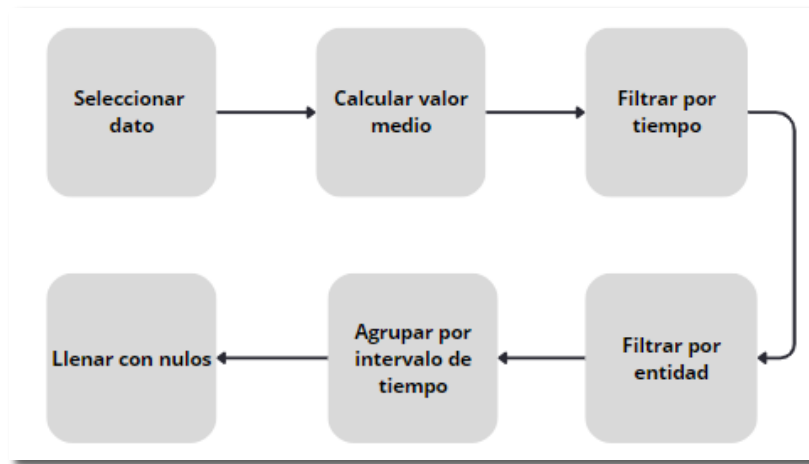 Seleccionar
dato
Calcular valor
medio
Filtrar por
tiempo
Filtrar por
entidad
Agrupar por
intervalo de
tiempo
Llenar con nulos